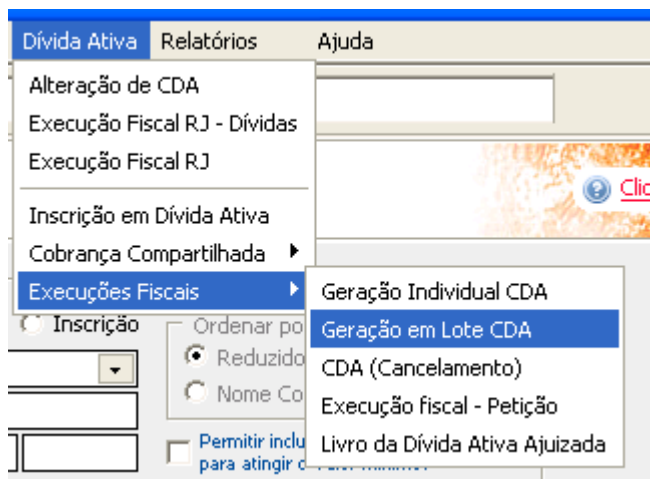 Dívida Ativa Relatórios Ajuda
Alteração de CDA
Execução Fiscal RJ - Dívidas
Execução Fiscal RJ
Clic
Inscrição em Dívida Ativa
Cobrança Compartilhada
Execuções Fiscais
Geração Individual CDA
Geração em Lote CDA
CDA (Cancelamento)
Execução fiscal - Petição
Livro da Dívida Ativa Ajuizada
Inscrição
Ordenar po
Reduzido
Nome Co
Permitir inclu
para atingir